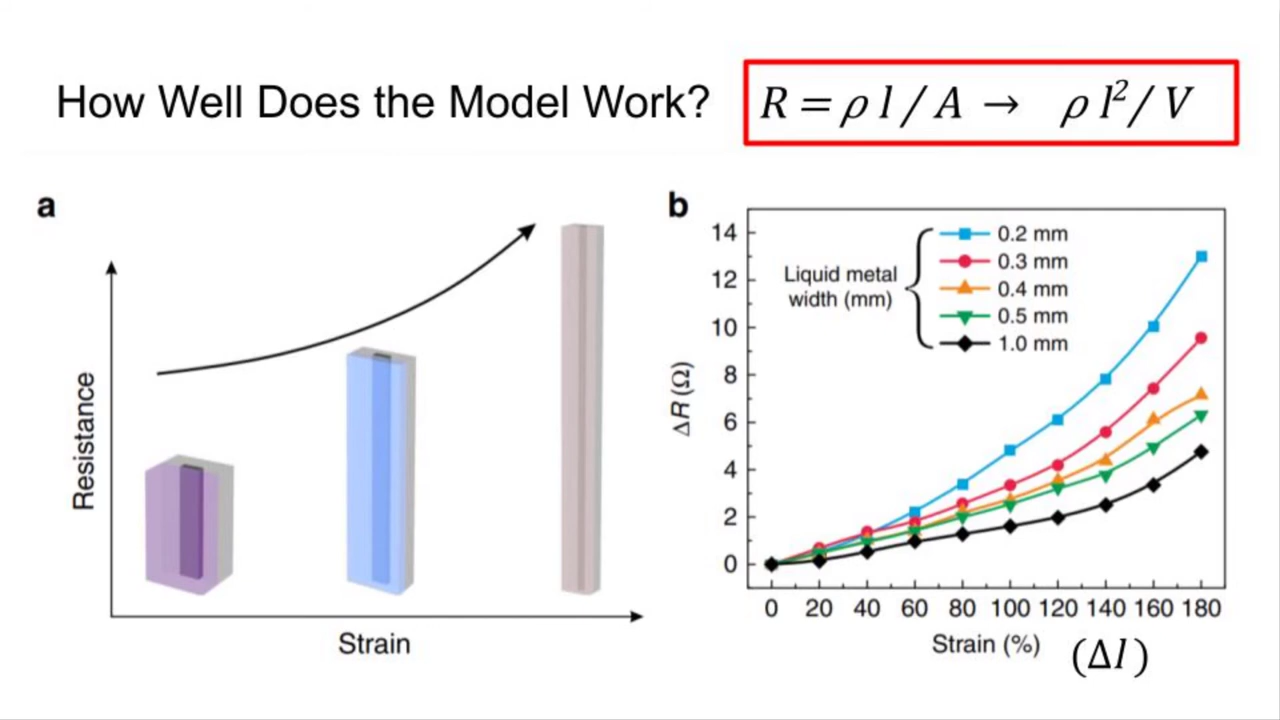 How Well Does the Model Work?
R = ρ l / A → ρ l²/ V
a
Resistance
Strain
b
14
12
10
8
6
4
2
0
ΔR (Ω)
Liquid metal
width (mm)
0.2 mm
0.3 mm
0.4 mm
0.5 mm
1.0 mm
0 20 40 60 80 100 120 140 160 180
Strain (%) (Δl)